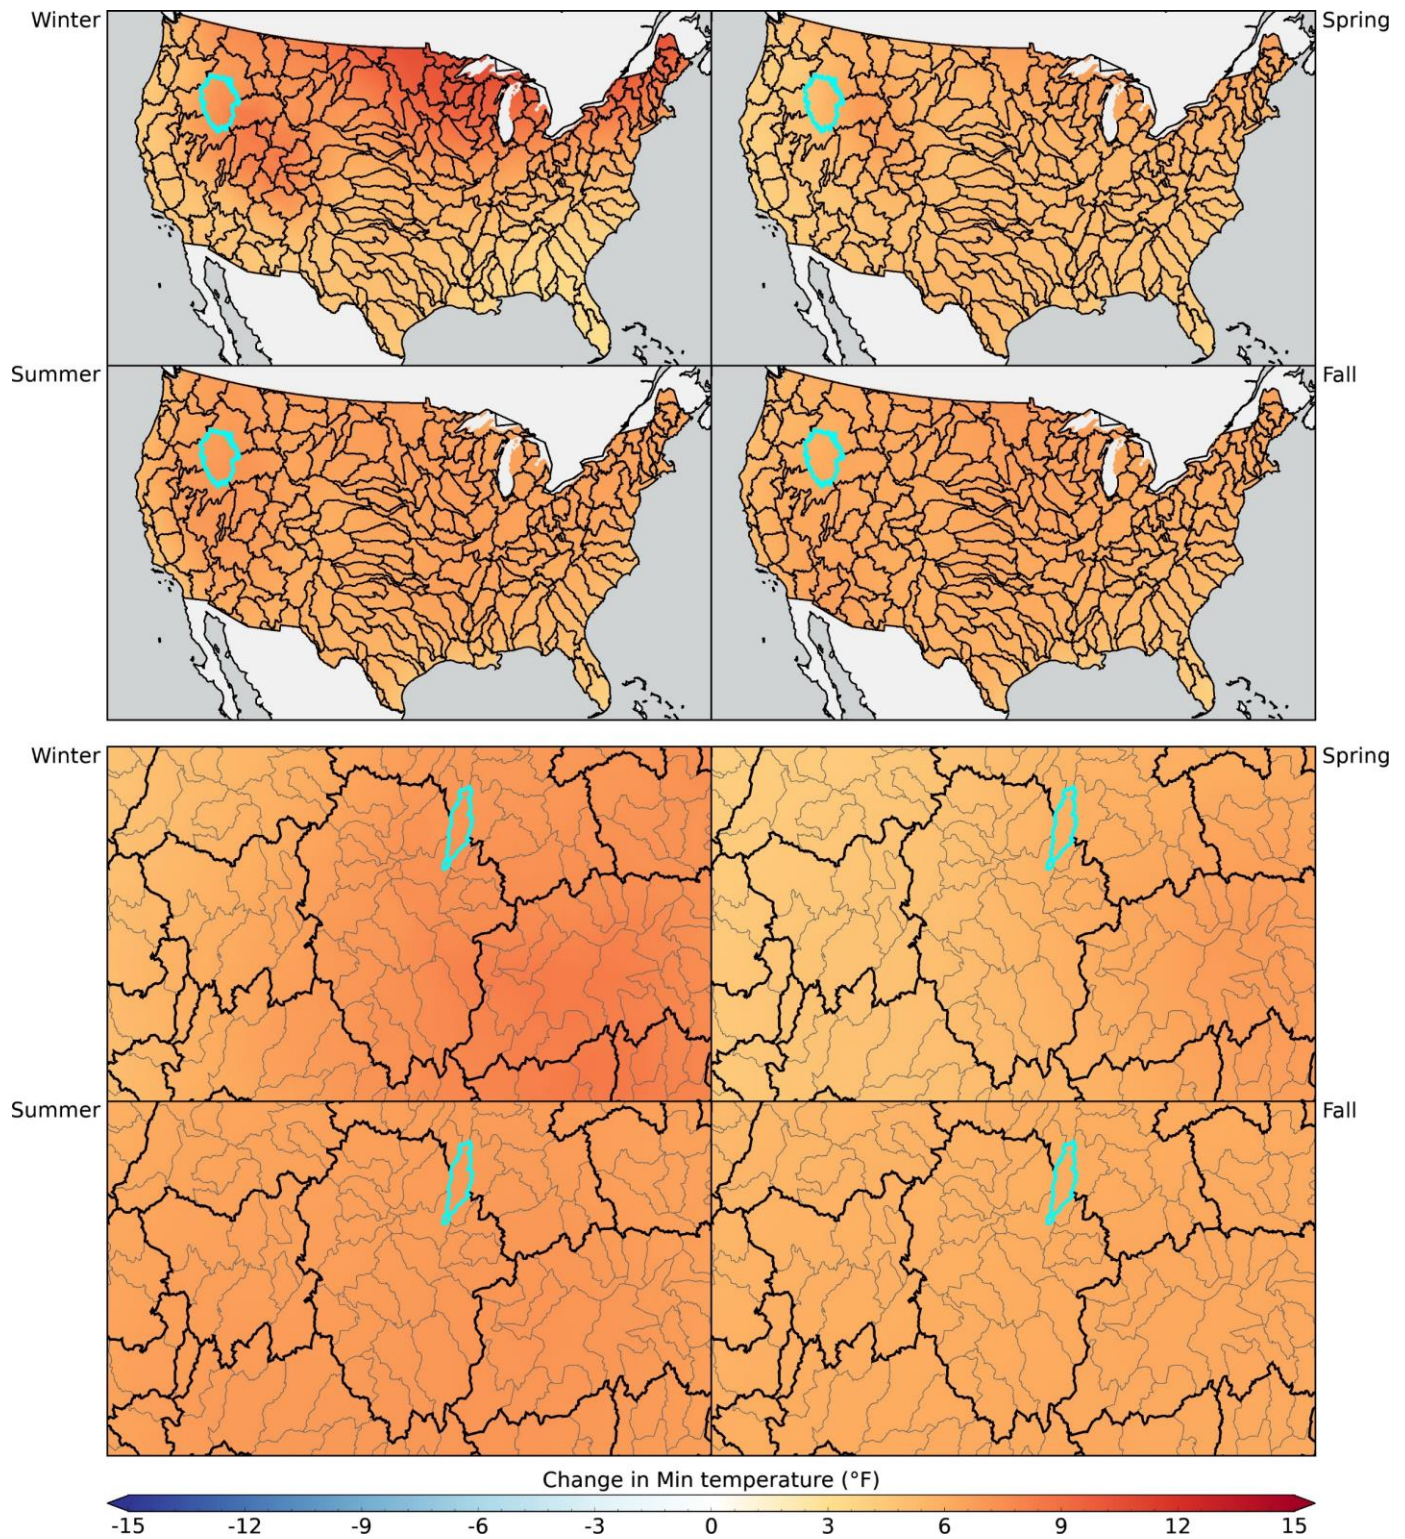 Winter
Spring
Summer
Fall
Winter
Spring
Summer
Fall
Change in Min temperature (°F)
-15 -12 -9 -6 -3 0 3 6 9 12 15